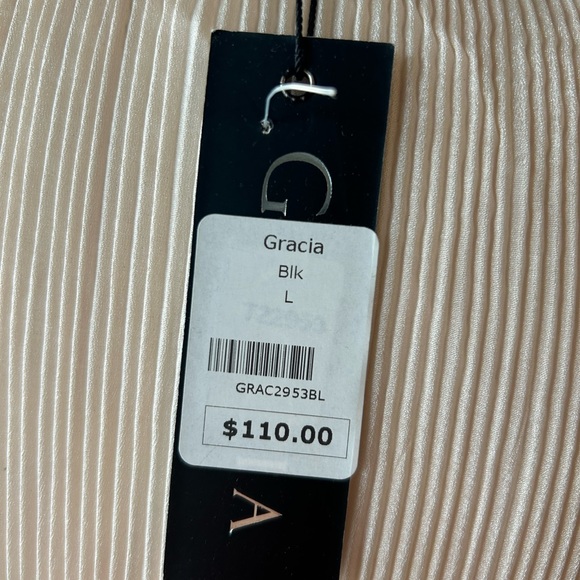 G
Gracia
Blk
L
GRAC2953BL
$110.00
A